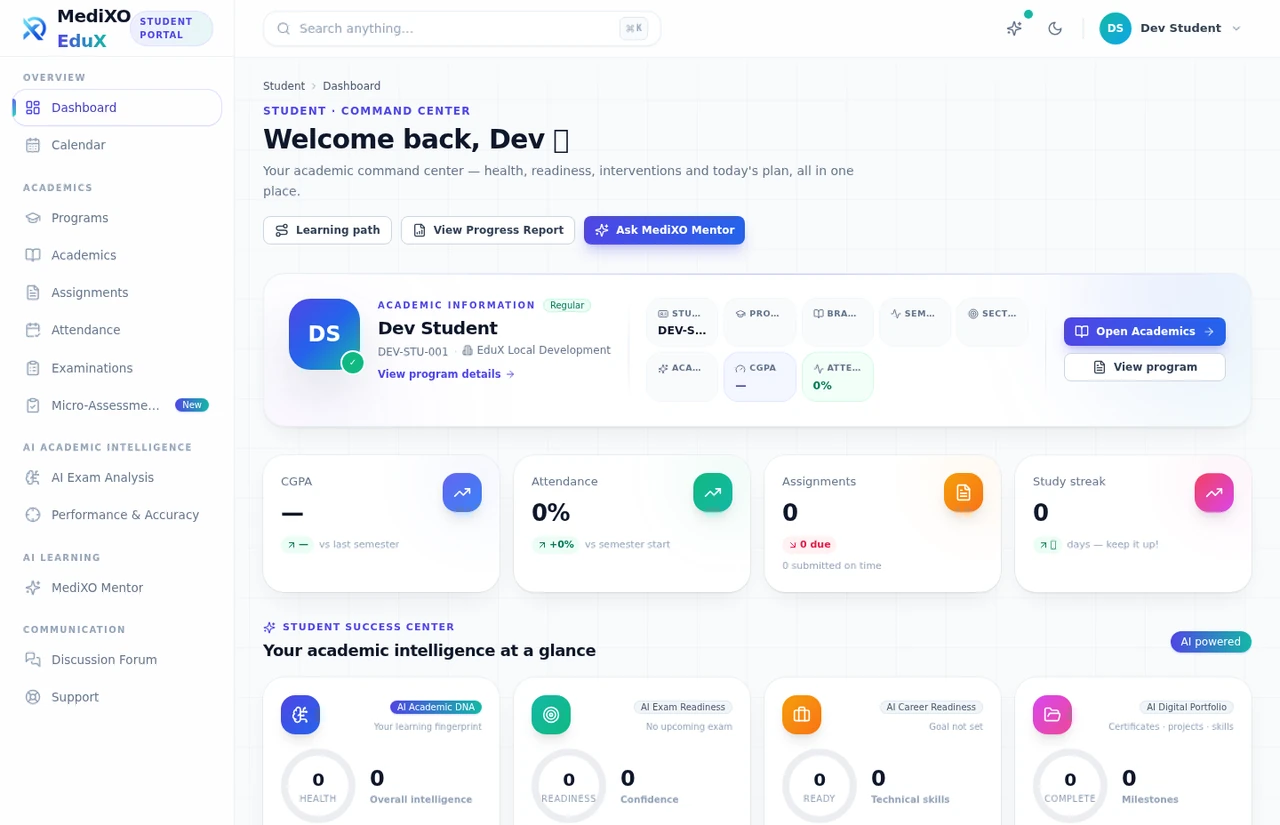 MediXO
EduX
STUDENT
PORTAL
OVERVIEW
Dashboard
Calendar
ACADEMICS
Programs
Academics
Assignments
Attendance
Examinations
Micro-Assessme... New
AI ACADEMIC INTELLIGENCE
AI Exam Analysis
Performance & Accuracy
AI LEARNING
MediXO Mentor
COMMUNICATION
Discussion Forum
Support
Search anything... ⌘K
DS Dev Student
Student › Dashboard
STUDENT · COMMAND CENTER
Welcome back, Dev
Your academic command center — health, readiness, interventions and today's plan, all in one
place.
Learning path
View Progress Report
Ask MediXO Mentor
DS
ACADEMIC INFORMATION Regular
Dev Student
DEV-STU-001 · EduX Local Development
View program details →
STU...
DEV-S...
PRO...
BRA...
SEM...
SECT...
ACA...
CGPA
—
ATTE...
0%
Open Academics →
View program
CGPA
—
— vs last semester
Attendance
0%
+0% vs semester start
Assignments
0
0 due
0 submitted on time
Study streak
0
days — keep it up!
STUDENT SUCCESS CENTER
Your academic intelligence at a glance
AI powered
AI Academic DNA
Your learning fingerprint
0
HEALTH
0
Overall intelligence
AI Exam Readiness
No upcoming exam
0
READINESS
0
Confidence
AI Career Readiness
Goal not set
0
READY
0
Technical skills
AI Digital Portfolio
Certificates · projects · skills
0
COMPLETE
0
Milestones